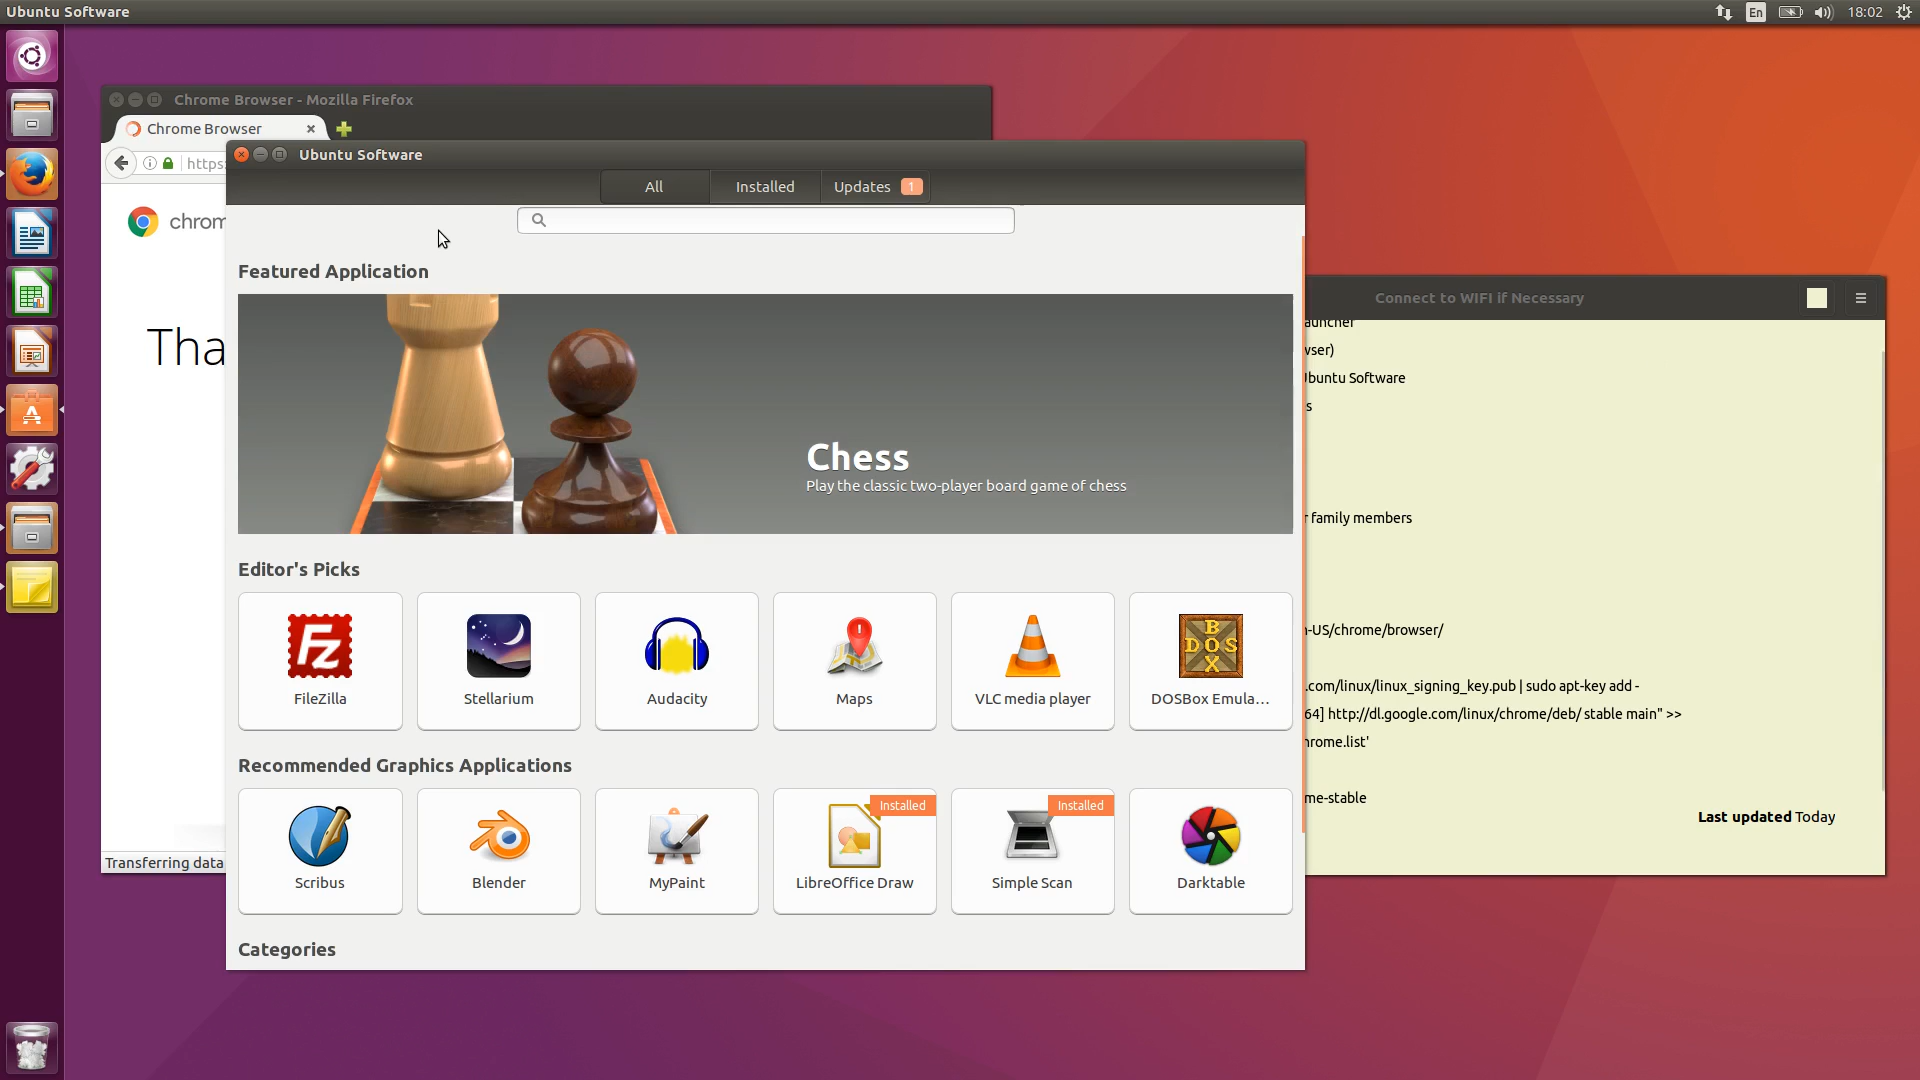 Ubuntu Software
En
18:02
Chrome Browser - Mozilla Firefox
Chrome Browser
https:
Ubuntu Software
All
Installed
Updates
1
chrom
Tha
Featured Application
Chess
Play the classic two-player board game of chess
Editor's Picks
FileZilla
Stellarium
Audacity
Maps
VLC media player
DOS BOX
DOSBox Emula…
Recommended Graphics Applications
Scribus
Blender
MyPaint
Installed
LibreOffice Draw
Installed
Simple Scan
Darktable
Categories
Transferring data
Connect to WIFI if Necessary
auncher
wser)
Ubuntu Software
s
r family members
n-US/chrome/browser/
.com/linux/linux_signing_key.pub | sudo apt-key add -
64] http://dl.google.com/linux/chrome/deb/ stable main" >>
hrome.list'
me-stable
Last updated Today